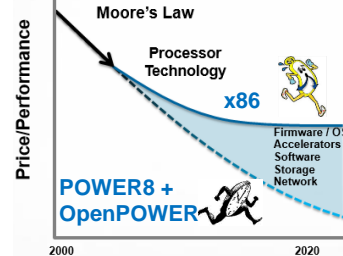 Moore's Law
Processor
Technology
Price/Performance
x86
Firmware / OS
Accelerators
Software
Storage
Network
POWER8 +
OpenPOWER
2000
2020